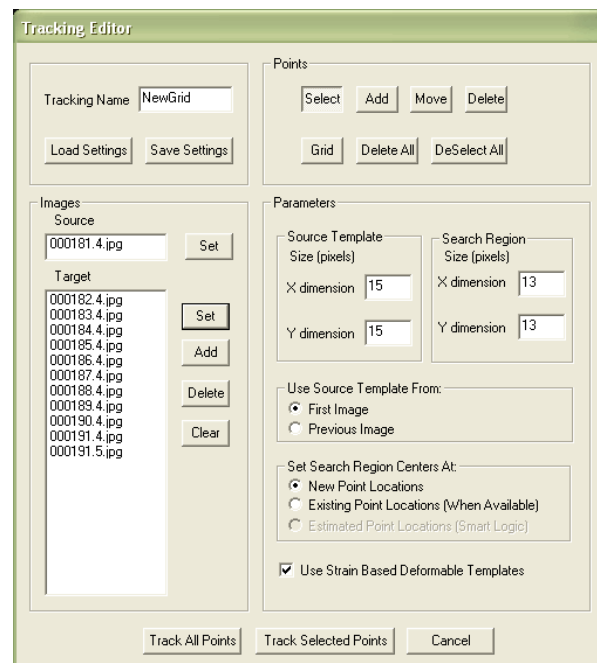 Tracking Editor
Tracking Name NewGrid
Load Settings Save Settings
Points
Select Add Move Delete
Grid Delete All DeSelect All
Images
Source
000181.4.jpg Set
Target
000182.4.jpg
000183.4.jpg
000184.4.jpg
000185.4.jpg
000186.4.jpg
000187.4.jpg
000188.4.jpg
000189.4.jpg
000190.4.jpg
000191.4.jpg
000191.5.jpg
Set
Add
Delete
Clear
Parameters
Source Template
Size (pixels)
X dimension 15
Y dimension 15
Search Region
Size (pixels)
X dimension 13
Y dimension 13
Use Source Template From:
First Image
Previous Image
Set Search Region Centers At:
New Point Locations
Existing Point Locations (When Available)
Estimated Point Locations (Smart Logic)
Use Strain Based Deformable Templates
Track All Points Track Selected Points Cancel